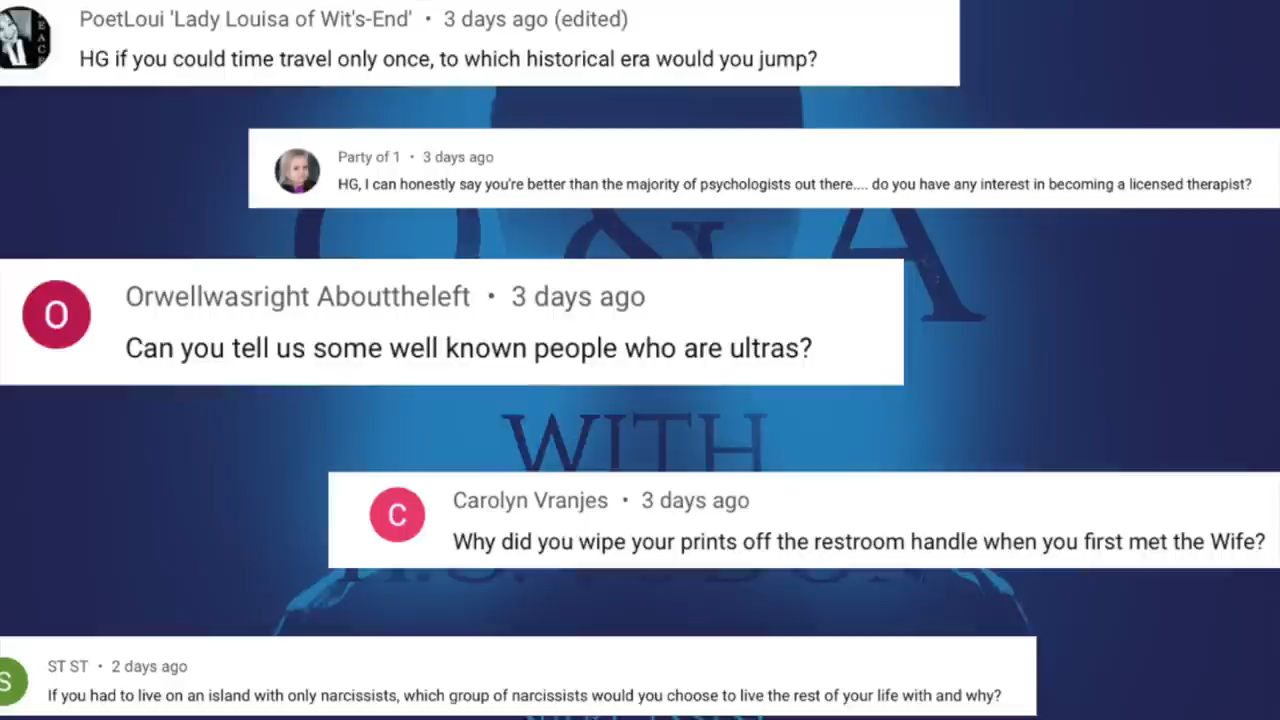 PoetLoui 'Lady Louisa of Wit's-End' • 3 days ago (edited)
HG if you could time travel only once, to which historical era would you jump?
Party of 1 • 3 days ago
HG, I can honestly say you're better than the majority of psychologists out there.... do you have any interest in becoming a licensed therapist?
Q & A
O
Orwellwasright Abouttheleft • 3 days ago
Can you tell us some well known people who are ultras?
WITH
C
Carolyn Vranjes • 3 days ago
Why did you wipe your prints off the restroom handle when you first met the Wife?
S
ST ST • 2 days ago
If you had to live on an island with only narcissists, which group of narcissists would you choose to live the rest of your life with and why?